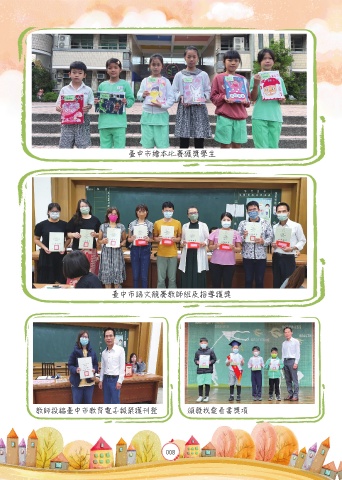 臺中市繪本比賽獲獎學生
臺中市語文競賽教師組及指導獲獎
教師投稿臺中市教育電子報榮獲刊登
頒發我愛看書獎項
008